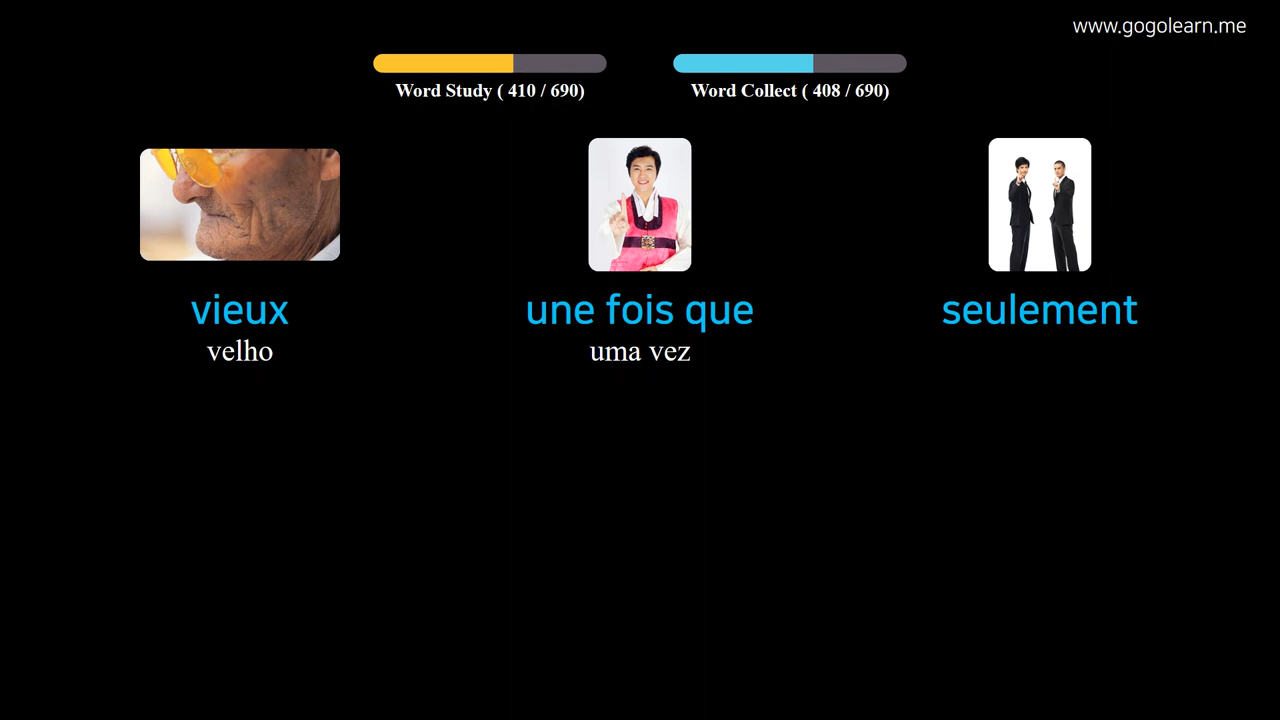 www.gogolearn.me
Word Study ( 410 / 690)
Word Collect ( 408 / 690)
vieux
velho
une fois que
uma vez
seulement